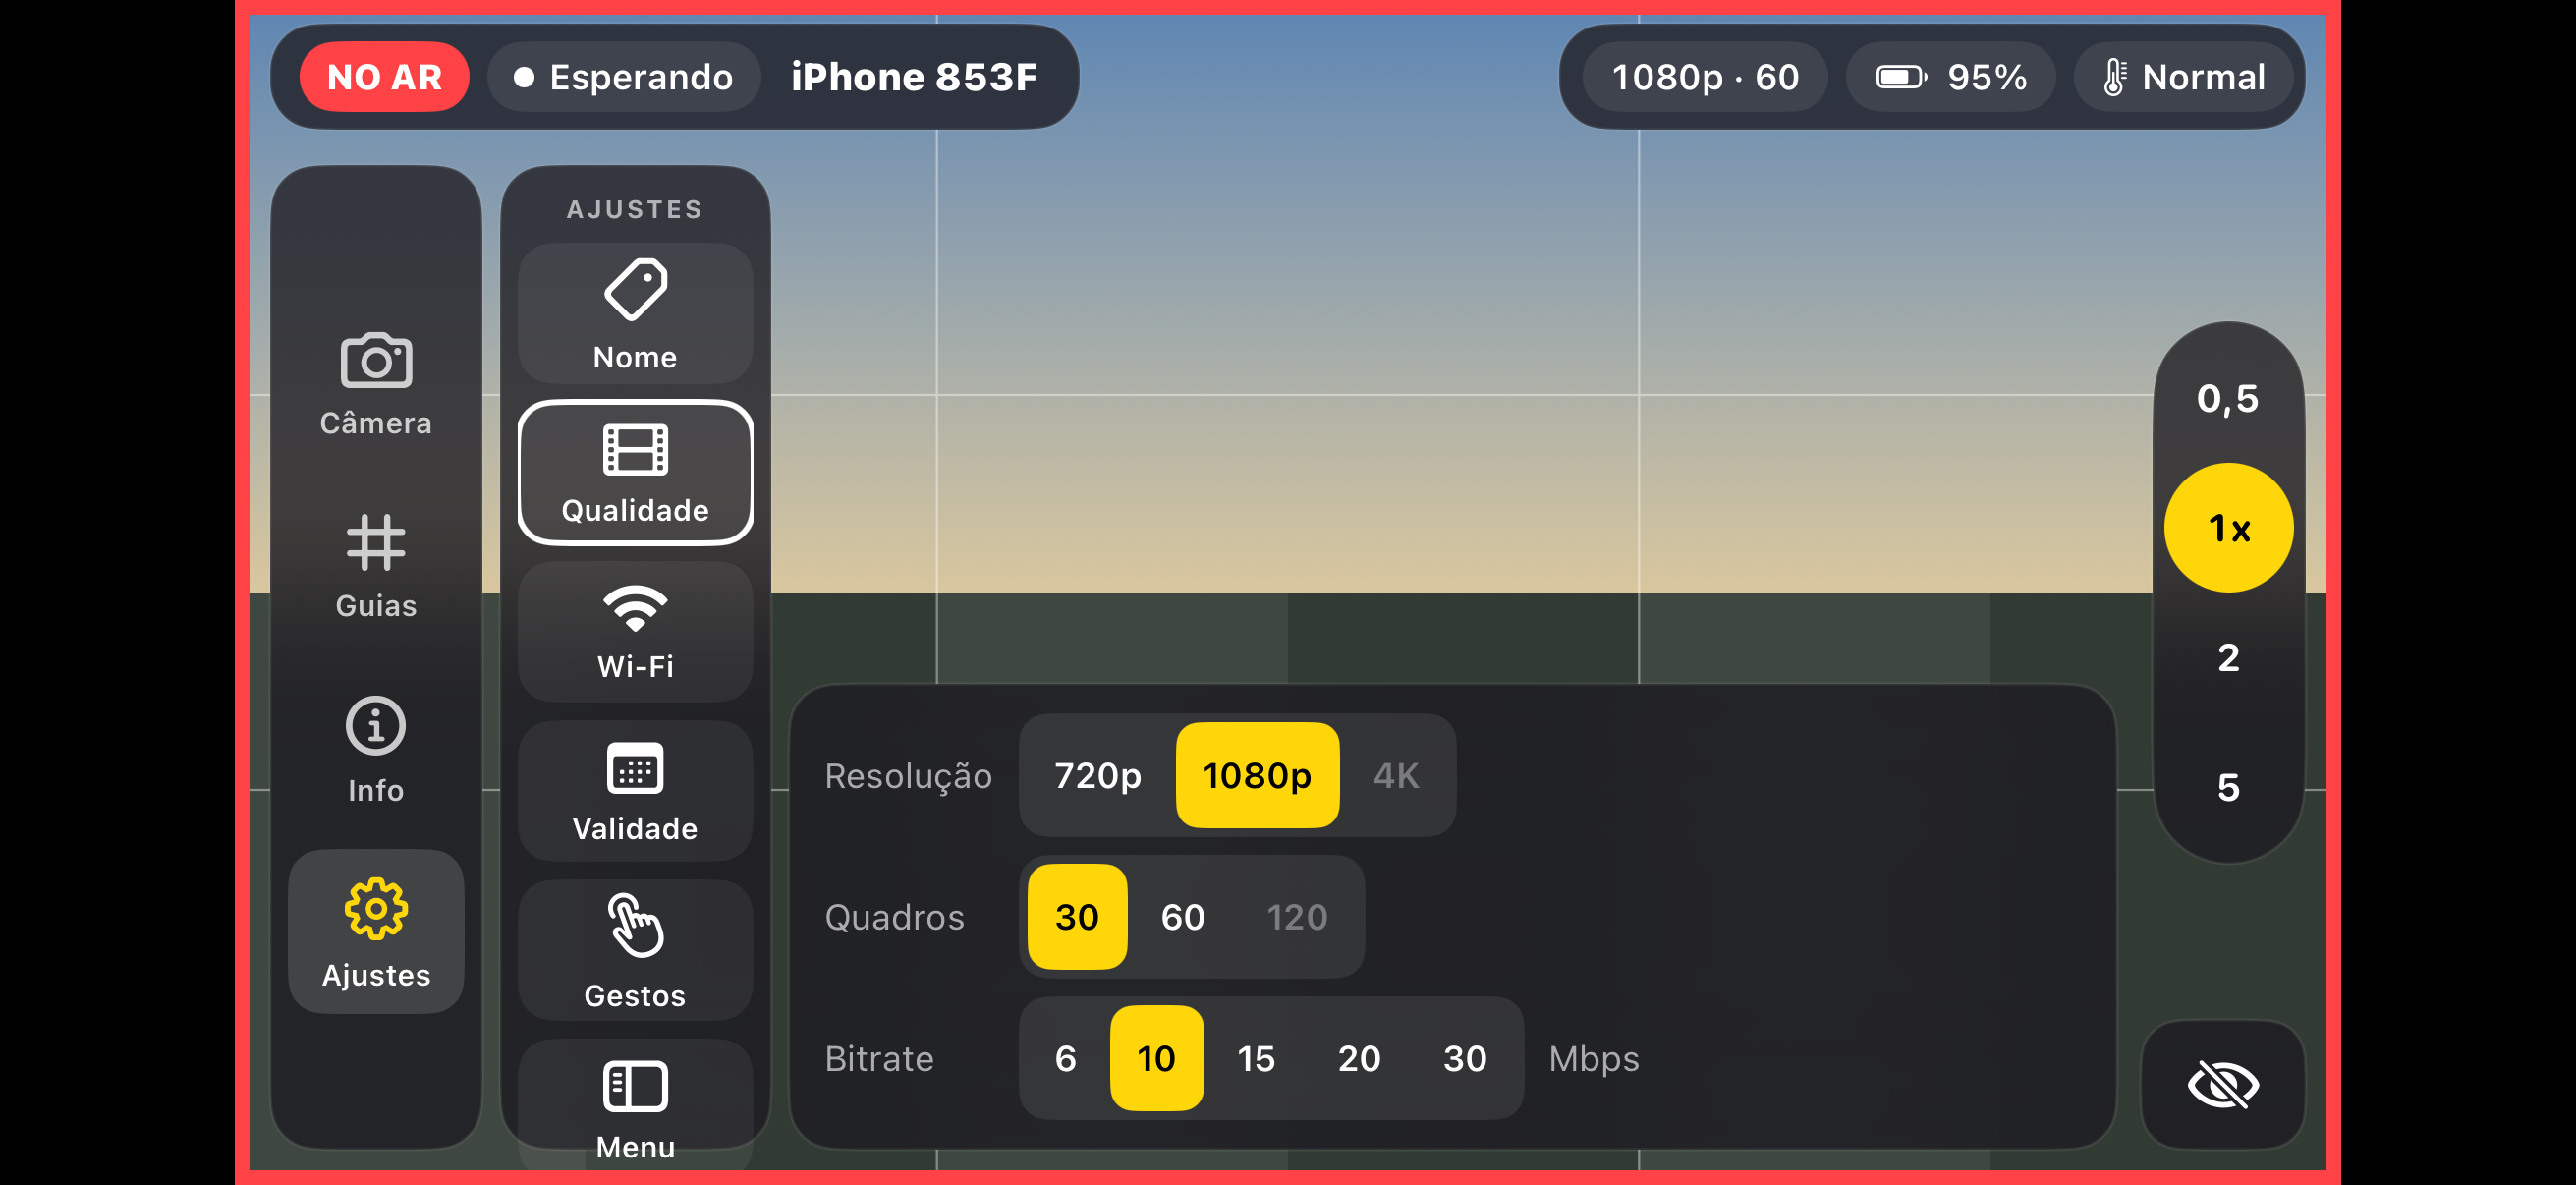 NO AR
Esperando
iPhone 853F
1080p · 60
95%
Normal
Câmera
Guias
Info
Ajustes
AJUSTES
Nome
Qualidade
Wi-Fi
Validade
Gestos
Menu
Resolução 720p 1080p 4K
Quadros 30 60 120
Bitrate 6 10 15 20 30 Mbps
0,5
1x
2
5